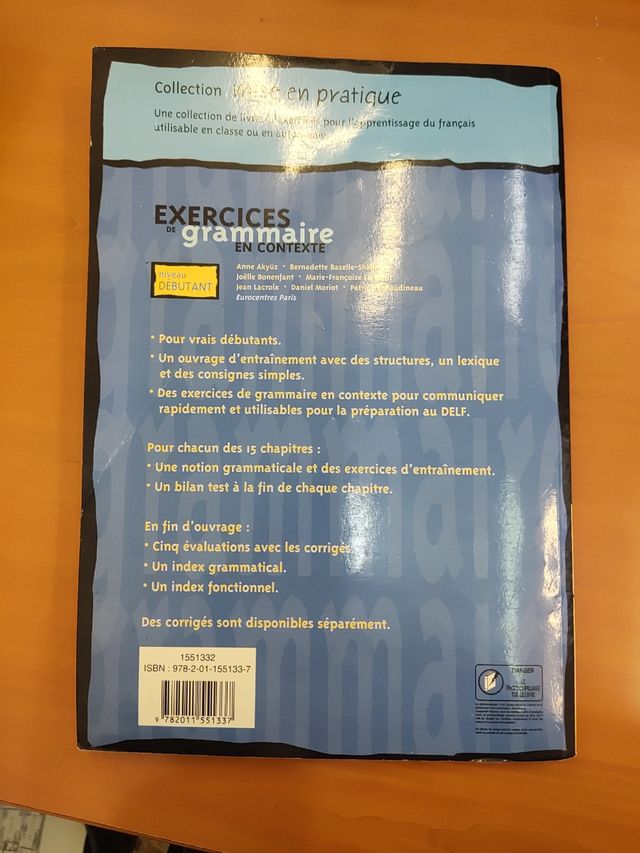 Collection mise en pratique
Une collection de livres d'exercices pour l'apprentissage du français
utilisable en classe ou en autonomie
EXERCICES
DE grammaire
EN CONTEXTE
niveau
DÉBUTANT
Anne Akyüz • Bernadette
Joëlle Bonenfant • Marie-Françoise
Jean Lacroix • Daniel Moriot •
Eurocentres Paris
• Pour vrais débutants.
• Un ouvrage d'entraînement avec des structures, un lexique
et des consignes simples.
• Des exercices de grammaire en contexte pour communiquer
rapidement et utilisables pour la préparation au DELF.
Pour chacun des 15 chapitres :
• Une notion grammaticale et des exercices d'entraînement.
• Un bilan test à la fin de chaque chapitre.
En fin d'ouvrage :
• Cinq évaluations avec les corrigés.
• Un index grammatical.
• Un index fonctionnel.
Des corrigés sont disponibles séparément.
1551332
ISBN : 978-2-01-155133-7
9 782011 551337
DANGER
LE
PHOTOCOPILLAGE
TUE LE LIVRE